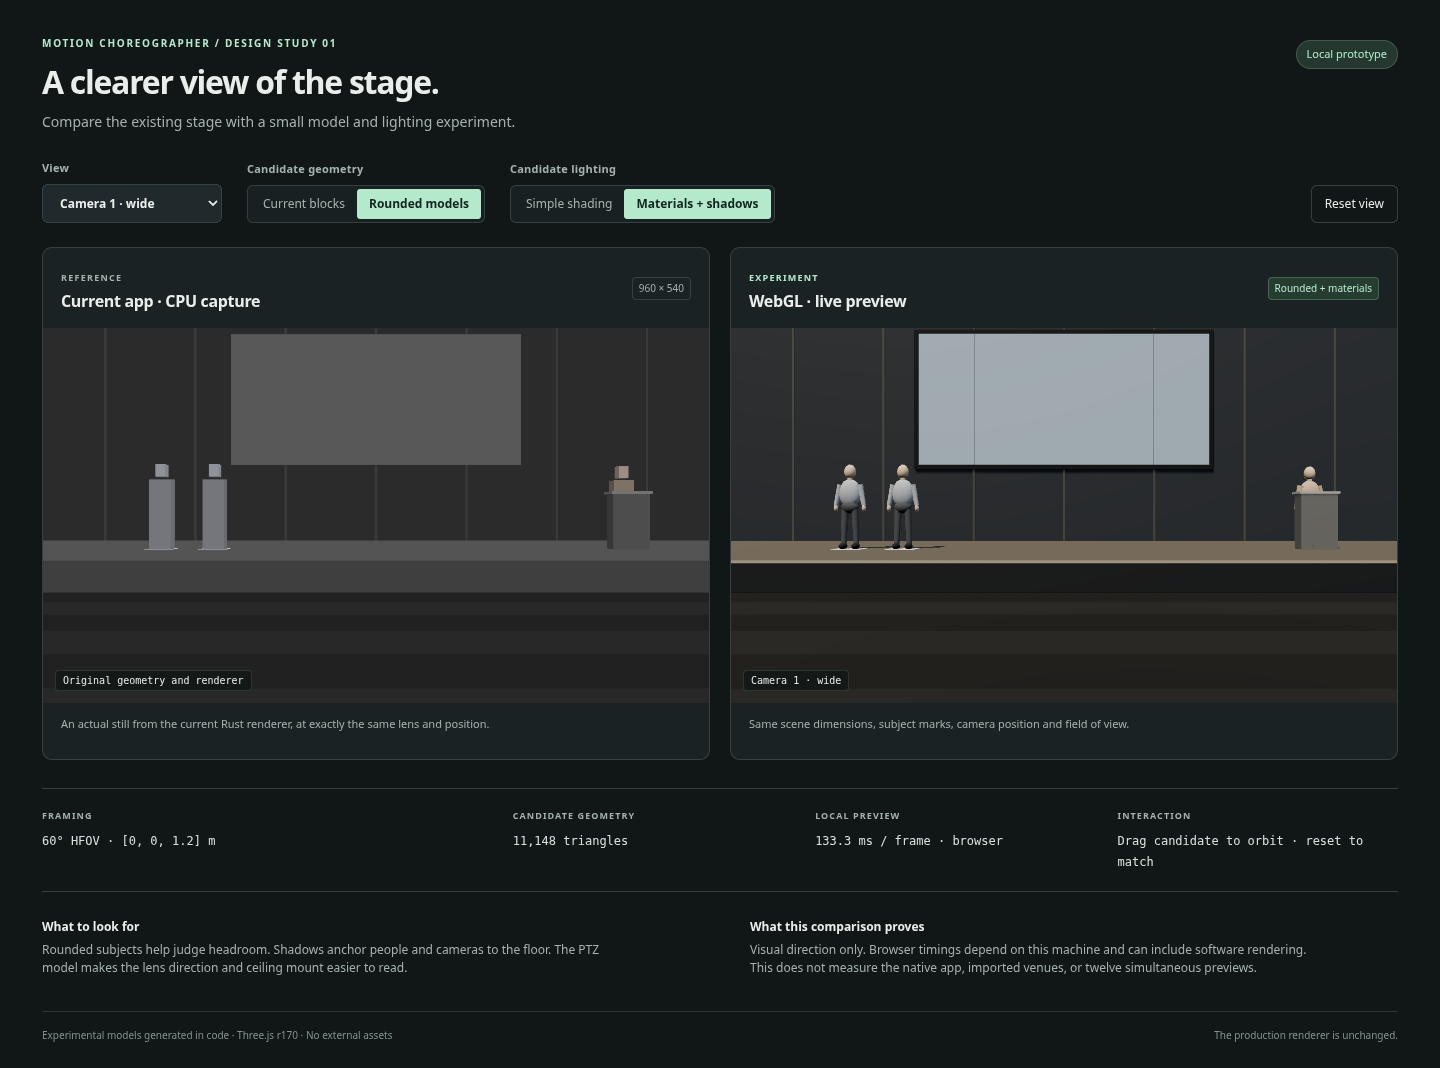 MOTION CHOREOGRAPHER / DESIGN STUDY 01
A clearer view of the stage.
Compare the existing stage with a small model and lighting experiment.
Local prototype
View
Camera 1 · wide
Candidate geometry
Current blocks
Rounded models
Candidate lighting
Simple shading
Materials + shadows
Reset view
REFERENCE
Current app · CPU capture
960 × 540
Original geometry and renderer
An actual still from the current Rust renderer, at exactly the same lens and position.
EXPERIMENT
WebGL · live preview
Rounded + materials
Camera 1 · wide
Same scene dimensions, subject marks, camera position and field of view.
FRAMING
60° HFOV · [0, 0, 1.2] m
CANDIDATE GEOMETRY
11,148 triangles
LOCAL PREVIEW
133.3 ms / frame · browser
INTERACTION
Drag candidate to orbit · reset to
match
What to look for
Rounded subjects help judge headroom. Shadows anchor people and cameras to the floor. The PTZ
model makes the lens direction and ceiling mount easier to read.
What this comparison proves
Visual direction only. Browser timings depend on this machine and can include software rendering.
This does not measure the native app, imported venues, or twelve simultaneous previews.
Experimental models generated in code · Three.js r170 · No external assets
The production renderer is unchanged.